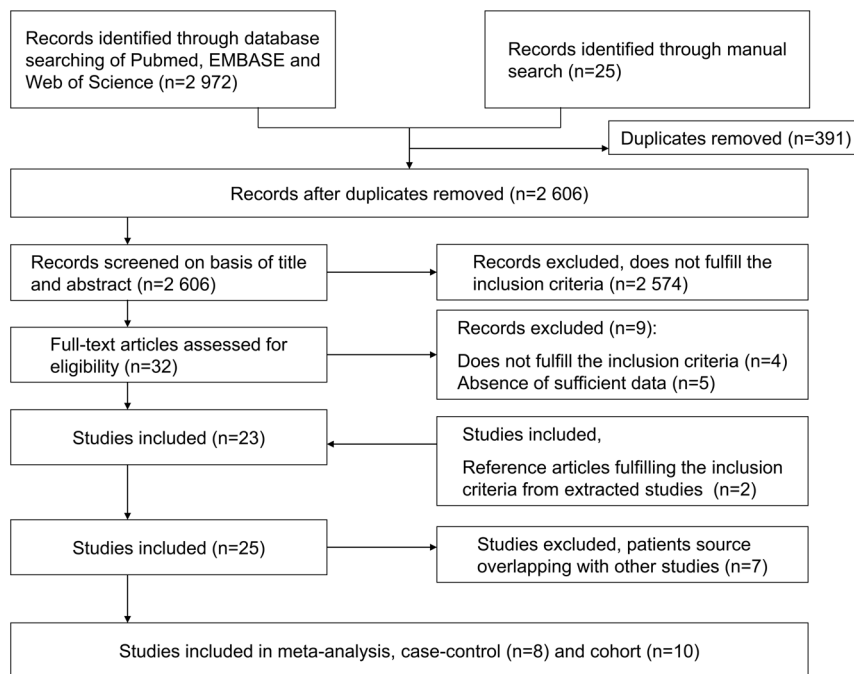 Records identified through database
searching of Pubmed, EMBASE and
Web of Science (n=2 972)
Records identified through manual
search (n=25)
Duplicates removed (n=391)
Records after duplicates removed (n=2 606)
Records screened on basis of title
and abstract (n=2 606)
Records excluded, does not fulfill the
inclusion criteria (n=2 574)
Full-text articles assessed for
eligibility (n=32)
Records excluded (n=9):
Does not fulfill the inclusion criteria (n=4)
Absence of sufficient data (n=5)
Studies included (n=23)
Studies included,
Reference articles fulfilling the inclusion
criteria from extracted studies (n=2)
Studies included (n=25)
Studies excluded, patients source
overlapping with other studies (n=7)
Studies included in meta-analysis, case-control (n=8) and cohort (n=10)